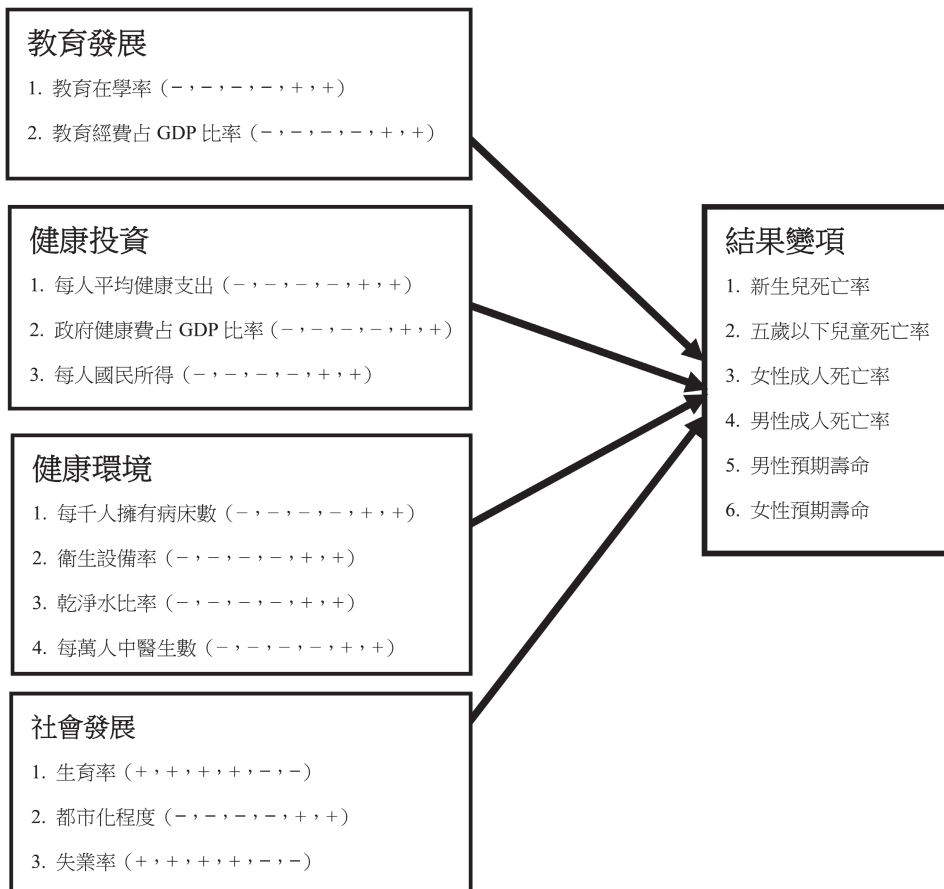 教育發展
1. 教育在學率（－，－，－，－，＋，＋）
2. 教育經費占 GDP 比率（－，－，－，－，＋，＋）
健康投資
1. 每人平均健康支出（－，－，－，－，＋，＋）
2. 政府健康費占 GDP 比率（－，－，－，－，＋，＋）
3. 每人國民所得（－，－，－，－，＋，＋）
健康環境
1. 每千人擁有病床數（－，－，－，－，＋，＋）
2. 衛生設備率（－，－，－，－，＋，＋）
3. 乾淨水比率（－，－，－，－，＋，＋）
4. 每萬人中醫生數（－，－，－，－，＋，＋）
社會發展
1. 生育率（＋，＋，＋，＋，－，－）
2. 都市化程度（－，－，－，－，＋，＋）
3. 失業率（＋，＋，＋，＋，－，－）
結果變項
1. 新生兒死亡率
2. 五歲以下兒童死亡率
3. 女性成人死亡率
4. 男性成人死亡率
5. 男性預期壽命
6. 女性預期壽命